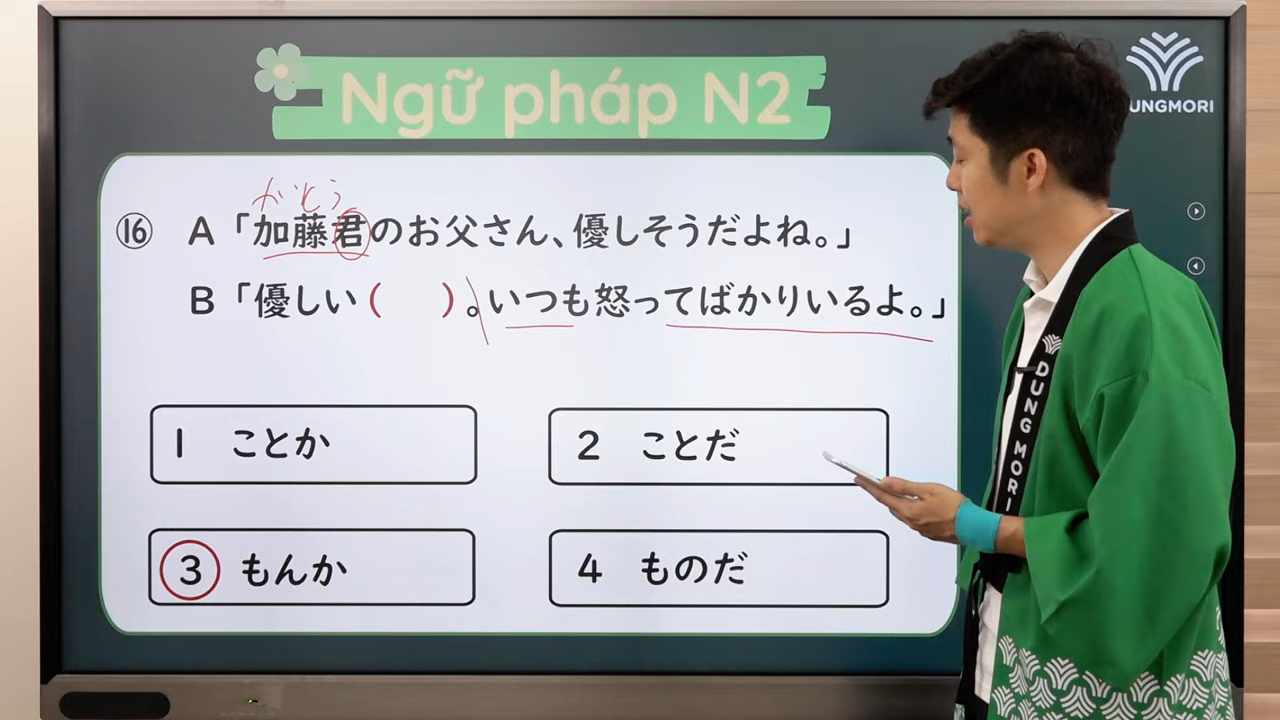 Ngữ pháp N2
UNGMORI
かとう
⑯ A「加藤君のお父さん、優しそうだよね。」
B「優しい(　　)。いつも怒ってばかりいるよ。」
1 ことか
2 ことだ
3 もんか
4 ものだ
DUNG MORI